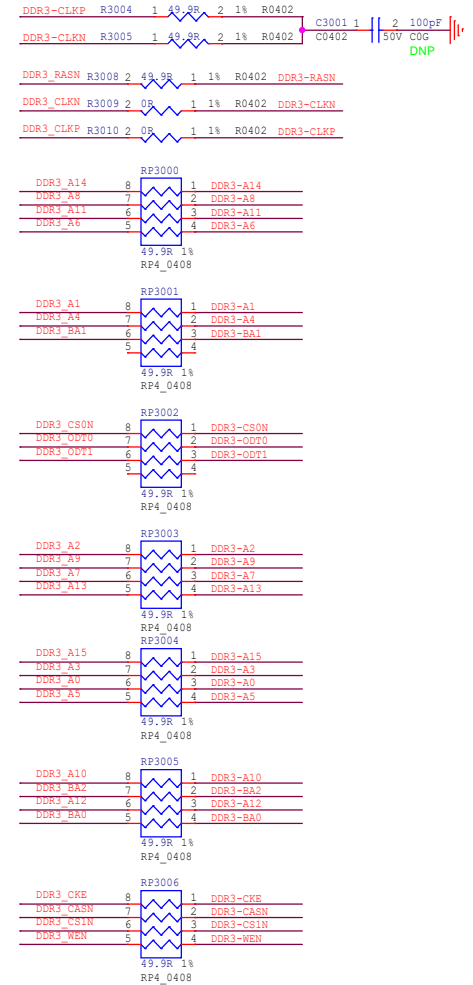 DDR3-CLKP R3004 1 49.9R 2 1% R0402
C3001 1 2 100pF
DDR3-CLKN R3005 1 49.9R 2 1% R0402 C0402 50V C0G
DNP
DDR3_RASN R3008 2 49.9R 1 1% R0402 DDR3-RASN
DDR3_CLKN R3009 2 0R 1 1% R0402 DDR3-CLKN
DDR3_CLKP R3010 2 0R 1 1% R0402 DDR3-CLKP
RP3000
DDR3_A14 8 1 DDR3-A14
DDR3_A8 7 2 DDR3-A8
DDR3_A11 6 3 DDR3-A11
DDR3_A6 5 4 DDR3-A6
49.9R 1%
RP4_0408
RP3001
DDR3_A1 8 1 DDR3-A1
DDR3_A4 7 2 DDR3-A4
DDR3_BA1 6 3 DDR3-BA1
5 4
49.9R 1%
RP4_0408
RP3002
DDR3_CS0N 8 1 DDR3-CS0N
DDR3_ODT0 7 2 DDR3-ODT0
DDR3_ODT1 6 3 DDR3-ODT1
5 4
49.9R 1%
RP4_0408
RP3003
DDR3_A2 8 1 DDR3-A2
DDR3_A9 7 2 DDR3-A9
DDR3_A7 6 3 DDR3-A7
DDR3_A13 5 4 DDR3-A13
49.9R 1%
RP4_0408
RP3004
DDR3_A15 8 1 DDR3-A15
DDR3_A3 7 2 DDR3-A3
DDR3_A0 6 3 DDR3-A0
DDR3_A5 5 4 DDR3-A5
49.9R 1%
RP4_0408
RP3005
DDR3_A10 8 1 DDR3-A10
DDR3_BA2 7 2 DDR3-BA2
DDR3_A12 6 3 DDR3-A12
DDR3_BA0 5 4 DDR3-BA0
49.9R 1%
RP4_0408
RP3006
DDR3_CKE 8 1 DDR3-CKE
DDR3_CASN 7 2 DDR3-CASN
DDR3_CS1N 6 3 DDR3-CS1N
DDR3_WEN 5 4 DDR3-WEN
49.9R 1%
RP4_0408